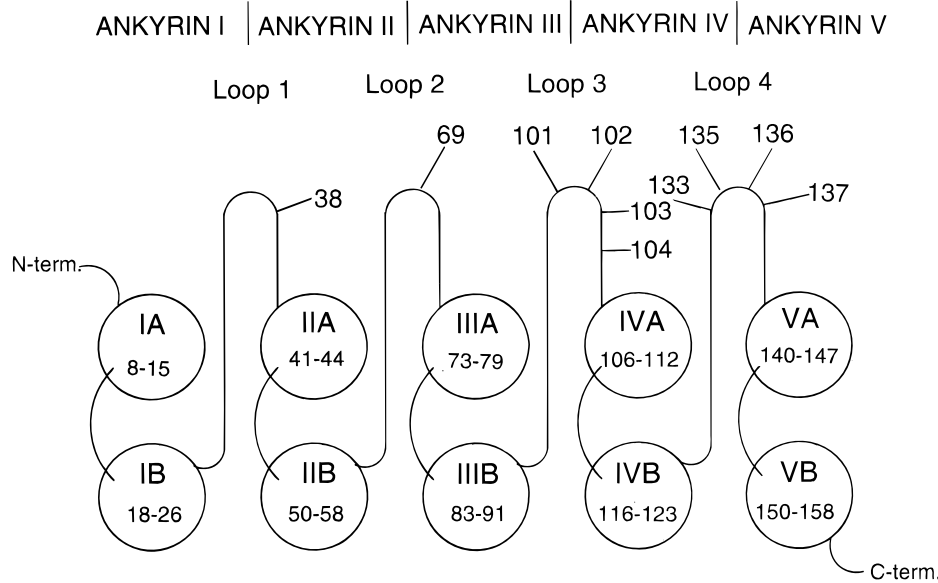 ANKYRIN I | ANKYRIN II | ANKYRIN III | ANKYRIN IV | ANKYRIN V
Loop 1 Loop 2 Loop 3 Loop 4
69 101 102 135 136
38 133 137
103
104
N-term.
IA IIA IIIA IVA VA
8-15 41-44 73-79 106-112 140-147
IB IIB IIIB IVB VB
18-26 50-58 83-91 116-123 150-158
C-term.